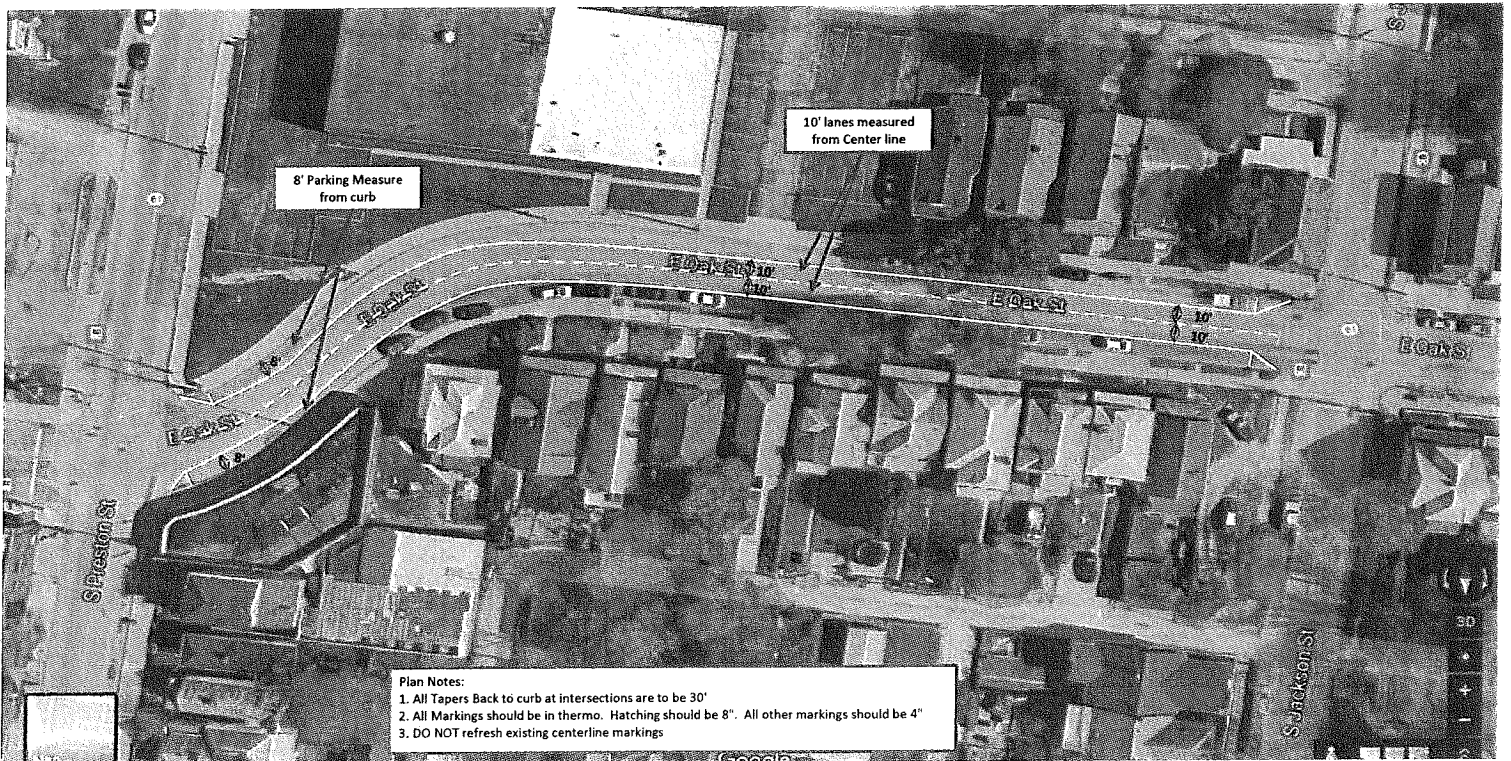 10' lanes measured
from Center line
8' Parking Measure
from curb
E Oak St
10'
10'
E Oak St
10'
10'
E Oak St
E Oak St
8'
E Oak St
8'
S Preston St
S Jackson St
3D
Plan Notes:
1. All Tapers Back to curb at intersections are to be 30'
2. All Markings should be in thermo. Hatching should be 8". All other markings should be 4"
3. DO NOT refresh existing centerline markings
Google